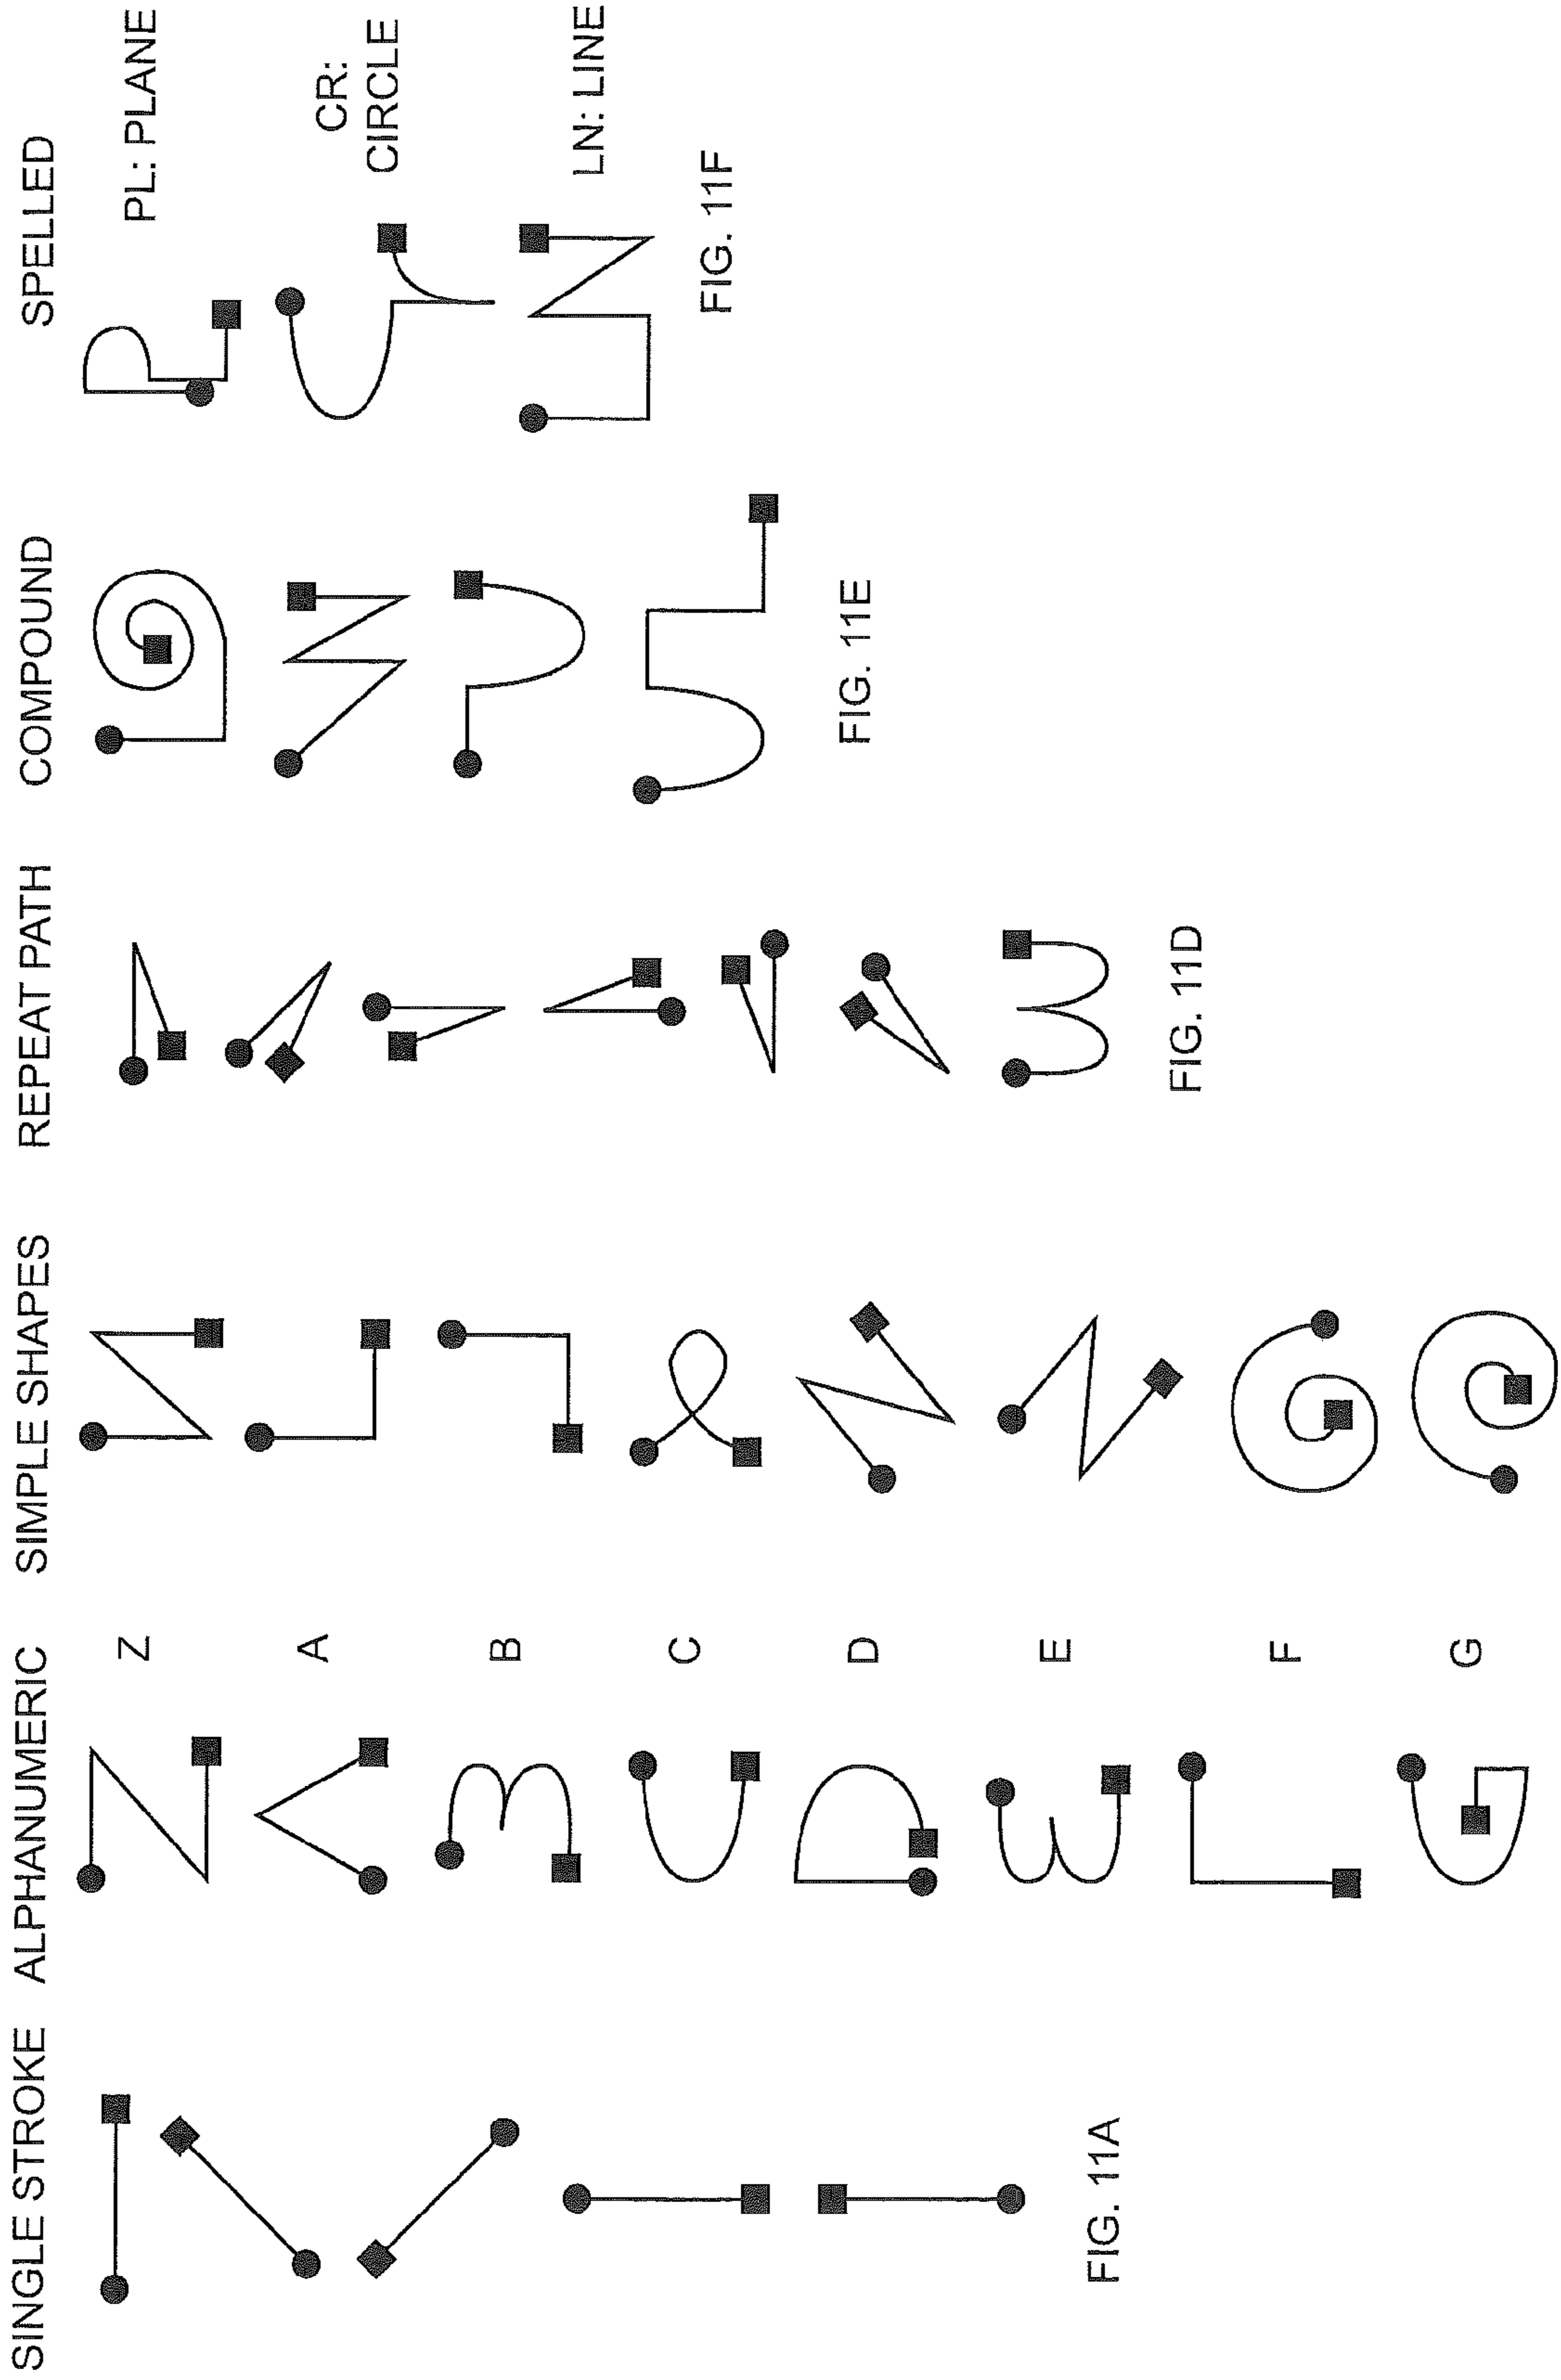 SINGLE STROKE
FIG. 11A
ALPHANUMERIC
Z
A
B
C
D
E
F
G
SIMPLE SHAPES
REPEAT PATH
FIG. 11D
COMPOUND
FIG. 11E
SPELLED
PL: PLANE
CR:
CIRCLE
LN: LINE
FIG. 11F